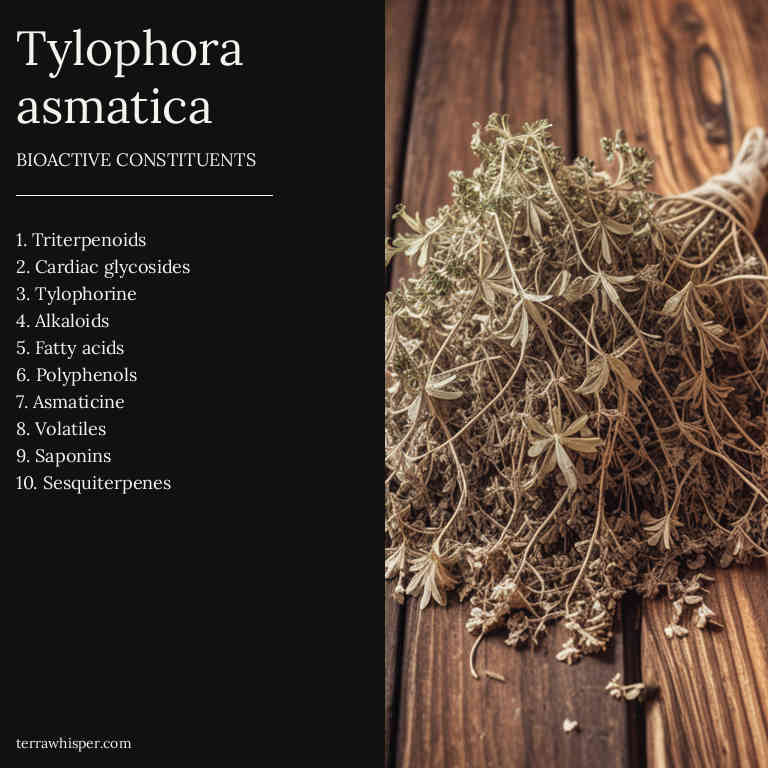 Tylophora
asmatica
BIOACTIVE CONSTITUENTS
1. Triterpenoids
2. Cardiac glycosides
3. Tylophorine
4. Alkaloids
5. Fatty acids
6. Polyphenols
7. Asmaticine
8. Volatiles
9. Saponins
10. Sesquiterpenes
terrawhisper.com